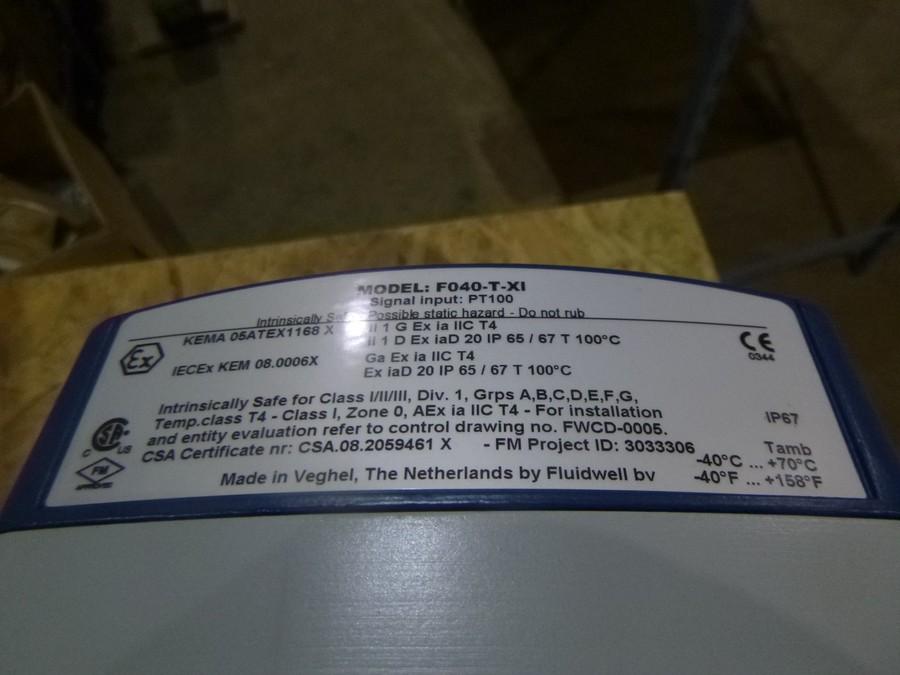 MODEL: F040-T-XI
Signal input: PT100
Intrinsically Safe Possible static hazard - Do not rub
KEMA 05ATEX1168 X II 1 G Ex ia IIC T4
II 1 D Ex iaD 20 IP 65 / 67 T 100°C
Ex
CE
0344
IECEx KEM 08.0006X Ga Ex ia IIC T4
Ex iaD 20 IP 65 / 67 T 100°C
Intrinsically Safe for Class I/II/III, Div. 1, Grps A,B,C,D,E,F,G,
Temp.class T4 - Class I, Zone 0, AEx ia IIC T4 - For installation
and entity evaluation refer to control drawing no. FWCD-0005.
CSA Certificate nr: CSA.08.2059461 X - FM Project ID: 3033306
Made in Veghel, The Netherlands by Fluidwell bv
C SA US
FM
APPROVED
IP67
Tamb
-40°C ... +70°C
-40°F ... +158°F